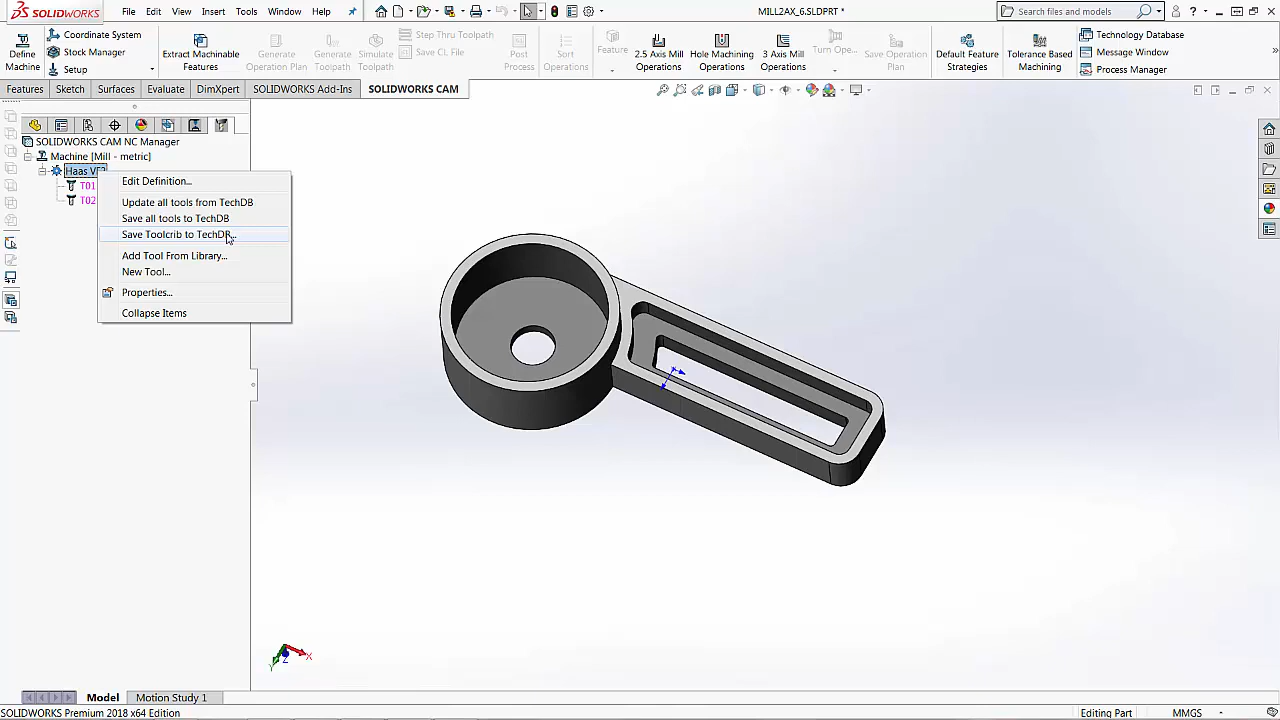 SOLIDWORKS
File Edit View Insert Tools Window Help
MILL2AX_6.SLDPRT *
Search files and models
Define Machine
Coordinate System
Stock Manager
Setup
Extract Machinable Features
Generate Operation Plan
Generate Toolpath
Simulate Toolpath
Step Thru Toolpath
Save CL File
Post Process
Sort Operations
Feature
2.5 Axis Mill Operations
Hole Machining Operations
3 Axis Mill Operations
Turn Ope...
Save Operation Plan
Default Feature Strategies
Tolerance Based Machining
Technology Database
Message Window
Process Manager
Features Sketch Surfaces Evaluate DimXpert SOLIDWORKS Add-Ins SOLIDWORKS CAM
SOLIDWORKS CAM NC Manager
Machine [Mill - metric]
T01
T02
Edit Definition...
Update all tools from TechDB
Save all tools to TechDB
Save Toolcrib to TechDB...
Add Tool From Library...
New Tool...
Properties...
Collapse Items
X
Y
Z
Model Motion Study 1
SOLIDWORKS Premium 2018 x64 Edition
Editing Part
MMGS